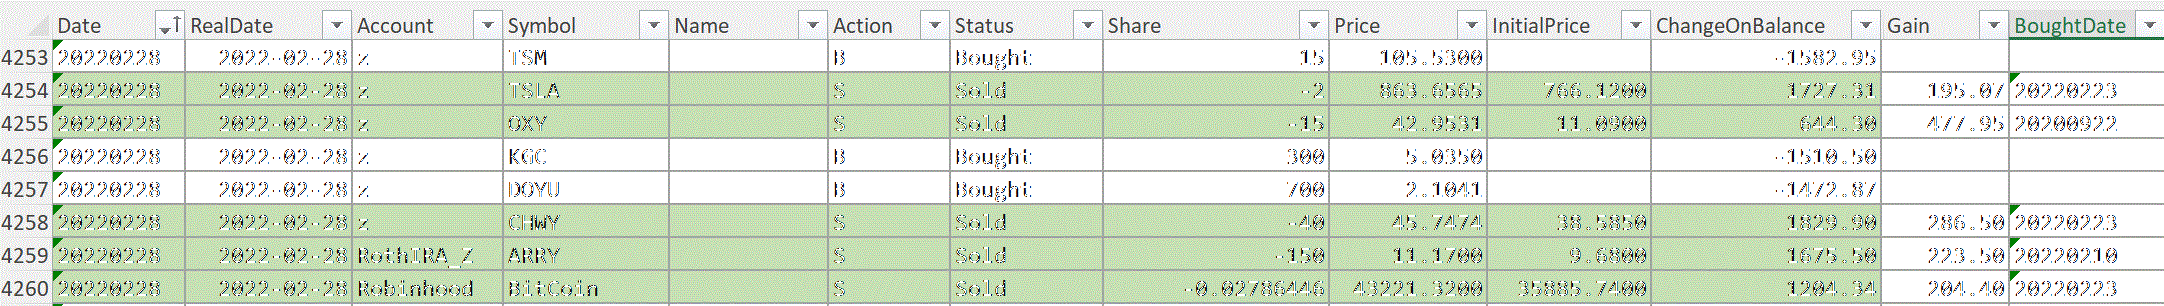 Date RealDate Account Symbol Name Action Status Share Price InitialPrice ChangeOnBalance Gain BoughtDate
4253 20220228 2022-02-28 z TSM B Bought 15 105.5300 -1582.95
4254 20220228 2022-02-28 z TSLA S Sold -2 863.6565 766.1200 1727.31 195.07 20220223
4255 20220228 2022-02-28 z OXY S Sold -15 42.9531 11.0900 644.30 477.95 20200922
4256 20220228 2022-02-28 z KGC B Bought 300 5.0350 -1510.50
4257 20220228 2022-02-28 z DOYU B Bought 700 2.1041 -1472.87
4258 20220228 2022-02-28 z CHWY S Sold -40 45.7474 38.5850 1829.90 286.50 20220223
4259 20220228 2022-02-28 RothIRA_Z ARRY S Sold -150 11.1700 9.6800 1675.50 223.50 20220210
4260 20220228 2022-02-28 Robinhood BitCoin S Sold -0.02786446 43221.3200 35885.7400 1204.34 204.40 20220223